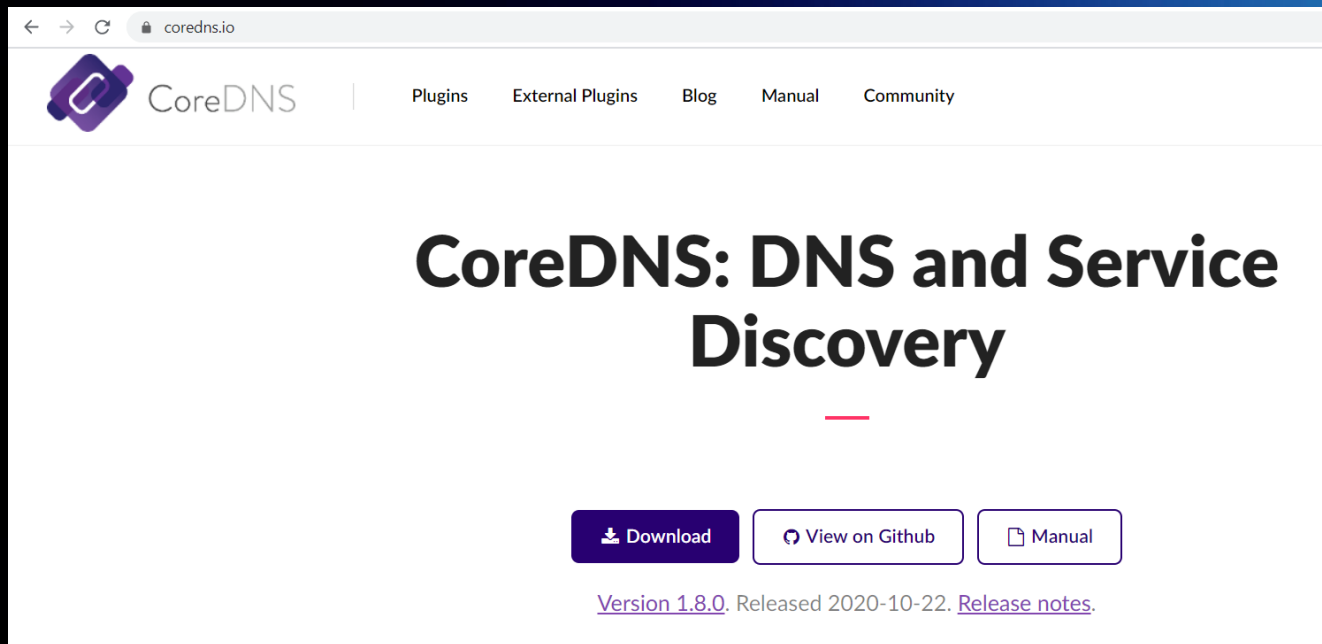 coredns.io
CoreDNS Plugins External Plugins Blog Manual Community
CoreDNS: DNS and Service
Discovery
Download View on Github Manual
Version 1.8.0. Released 2020-10-22. Release notes.